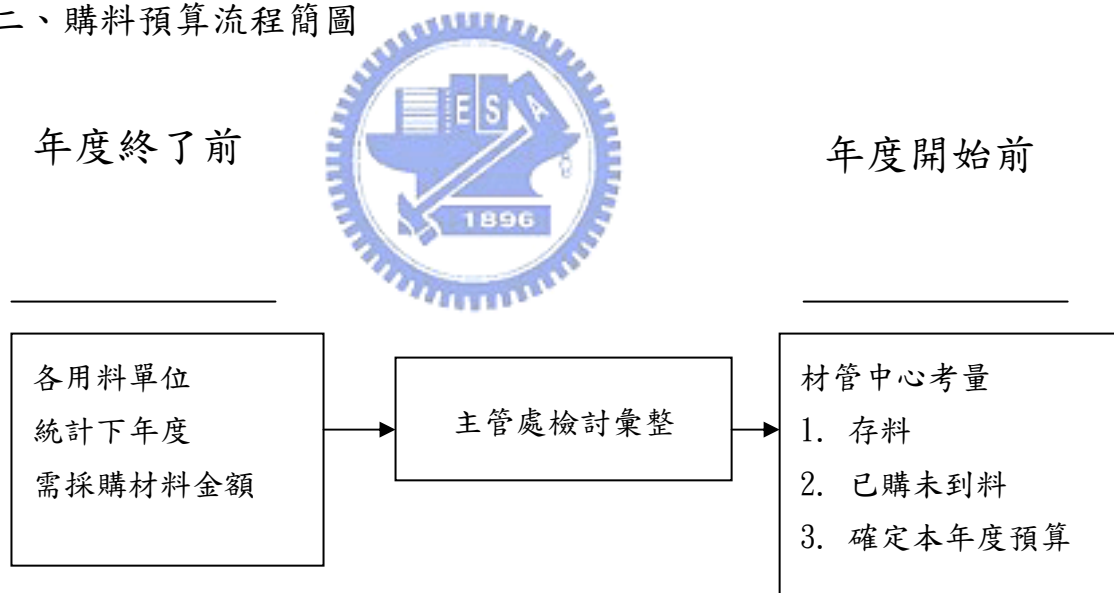 二、購料預算流程簡圖
年度終了前
年度開始前
ESA
1896
各用料單位
統計下年度
需採購材料金額
主管處檢討彙整
材管中心考量
1. 存料
2. 已購未到料
3. 確定本年度預算